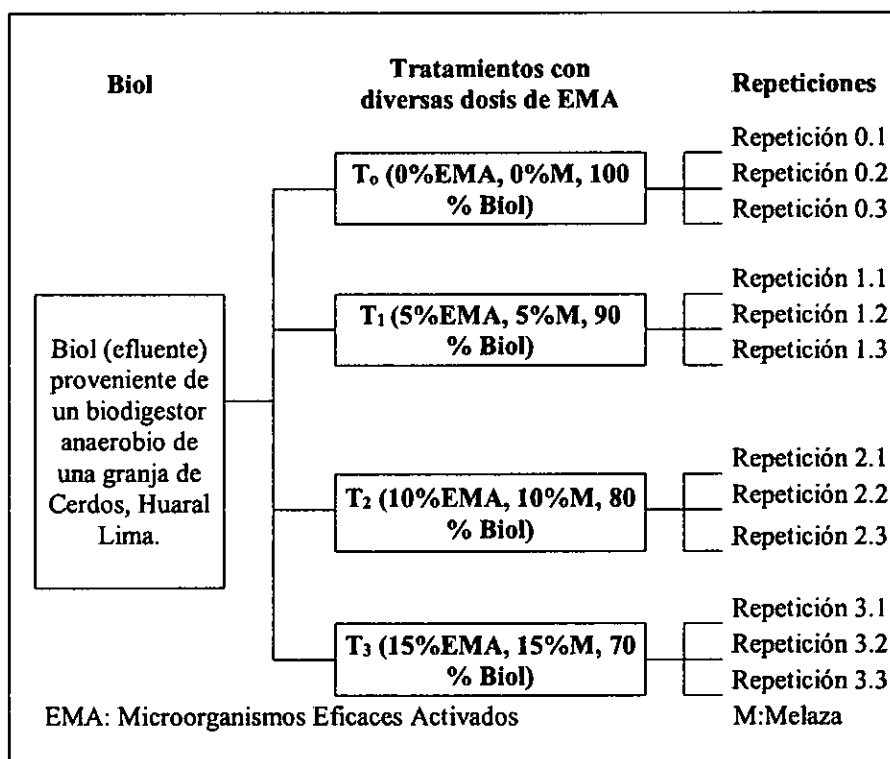 Biol
Tratamientos con
diversas dosis de EMA
Repeticiones
Biol (efluente)
proveniente de
un biodigestor
anaerobio de
una granja de
Cerdos, Huaral
Lima.
To (0%EMA, 0%M, 100
% Biol)
Repetición 0.1
Repetición 0.2
Repetición 0.3
T1 (5%EMA, 5%M, 90
% Biol)
Repetición 1.1
Repetición 1.2
Repetición 1.3
T2 (10%EMA, 10%M, 80
% Biol)
Repetición 2.1
Repetición 2.2
Repetición 2.3
T3 (15%EMA, 15%M, 70
% Biol)
Repetición 3.1
Repetición 3.2
Repetición 3.3
EMA: Microorganismos Eficaces Activados
M:Melaza